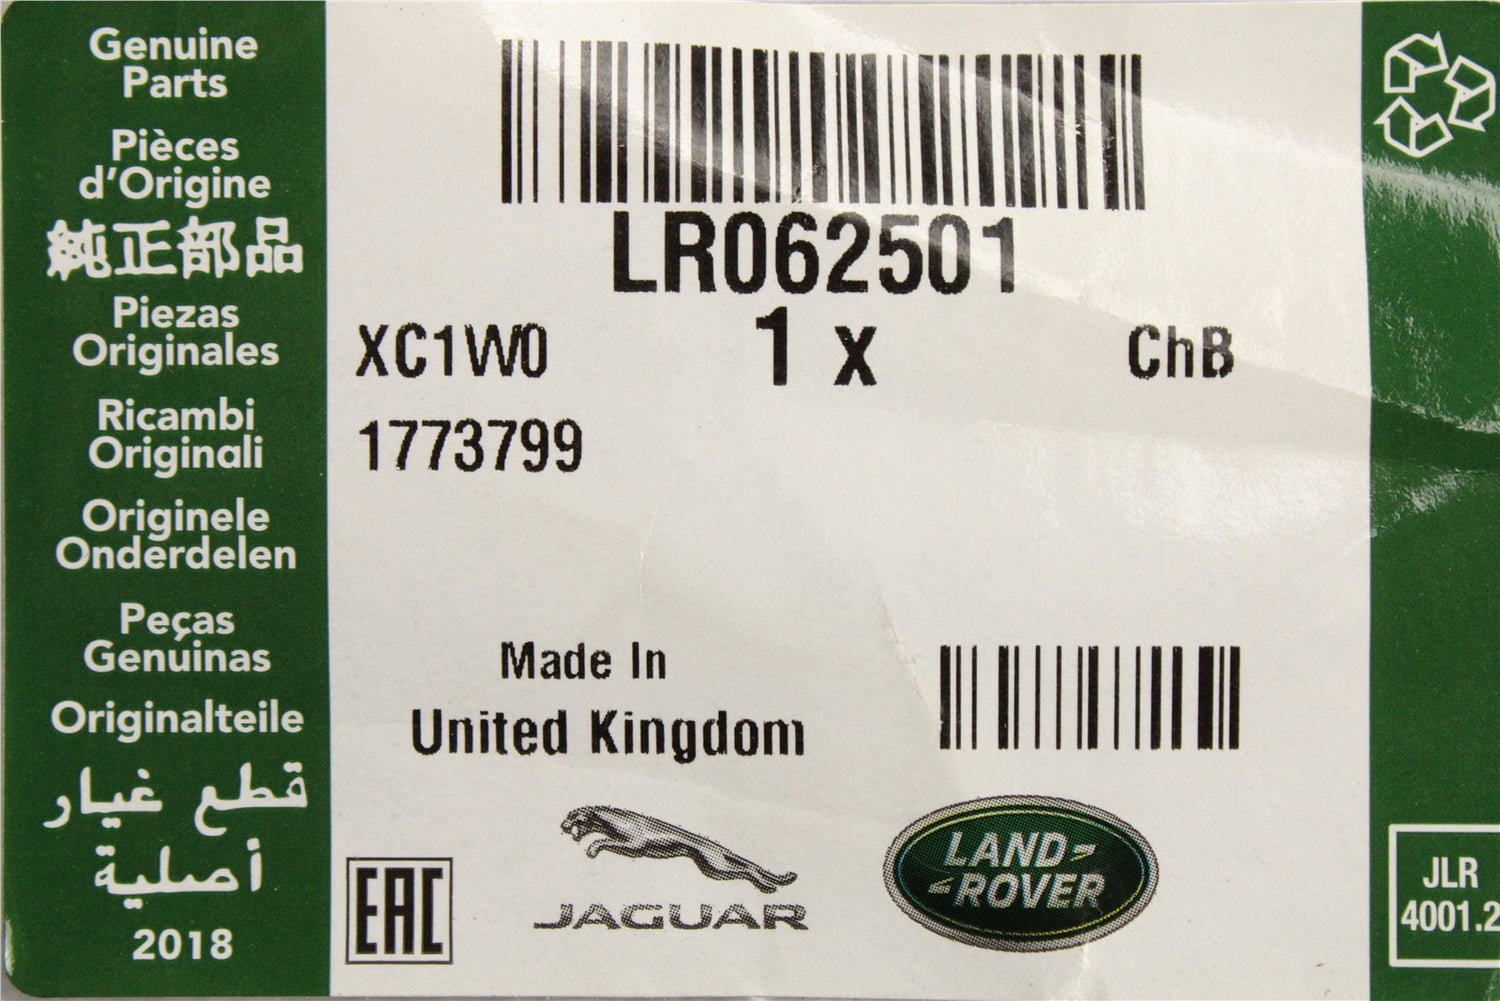 Genuine
Parts
Pièces
d'Origine
純正部品
Piezas
Originales
Ricambi
Originali
Originele
Onderdelen
Peças
Genuinas
Originalteile
قطع غيار
أصلية
2018
LR062501
XC1W0 1 x ChB
1773799
Made In
United Kingdom
EAC
JAGUAR
LAND-
-ROVER
JLR
4001.2